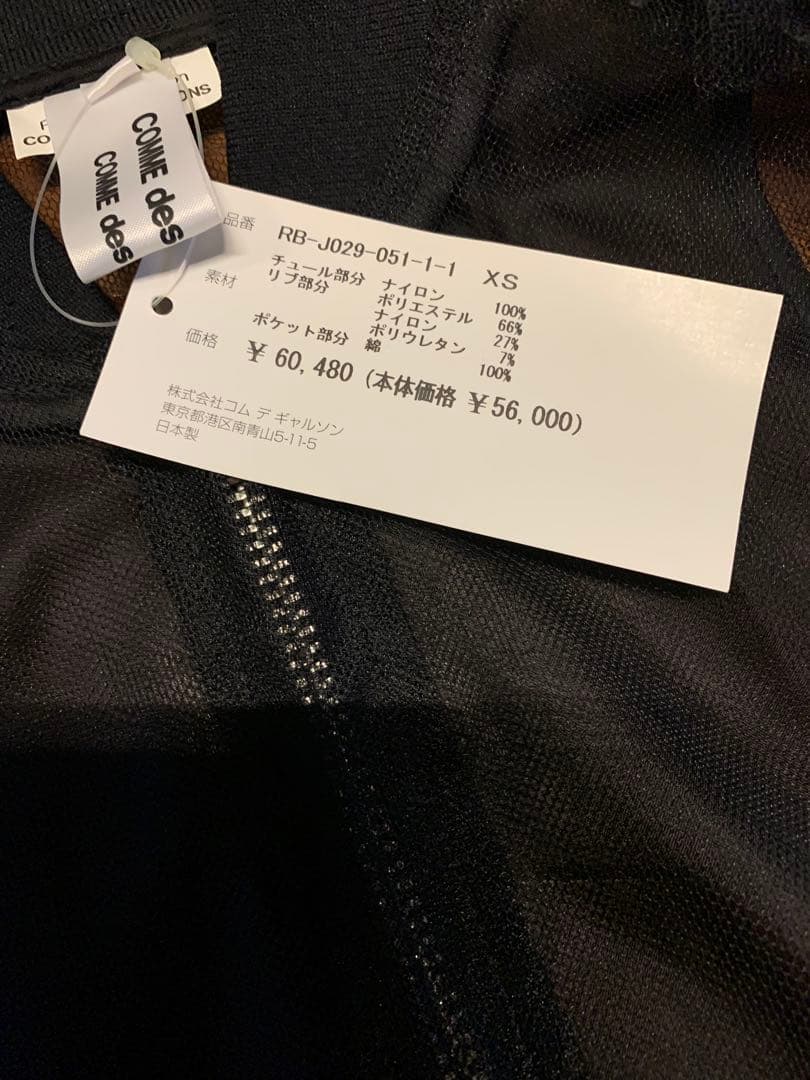 COMME des
COMME des
品番 RB-J029-051-1-1 XS
素材 チュール部分 ナイロン 100%
リブ部分 ポリエステル 66%
ナイロン 27%
ポリウレタン 7%
ポケット部分 綿 100%
価格 ¥ 60,480 (本体価格 ¥56,000)
株式会社コム デ ギャルソン
東京都港区南青山5-11-5
日本製